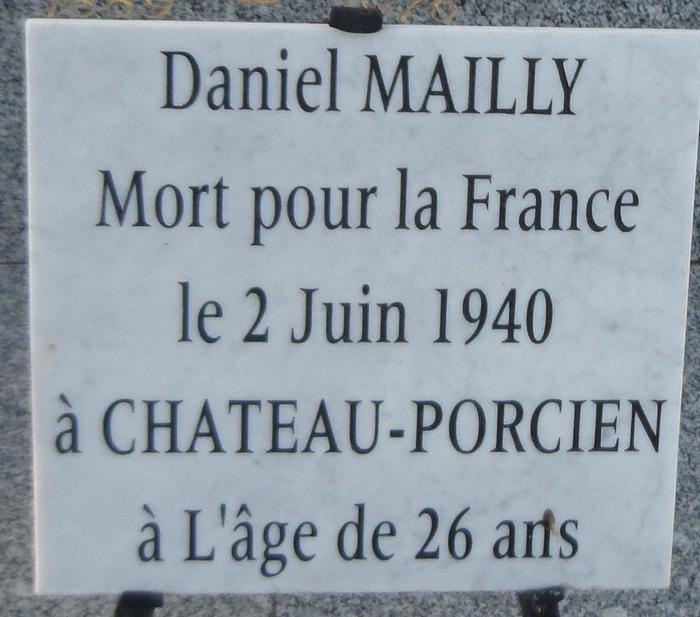 Daniel MAILLY
Mort pour la France
le 2 Juin 1940
à CHATEAU-PORCIEN
à L'âge de 26 ans